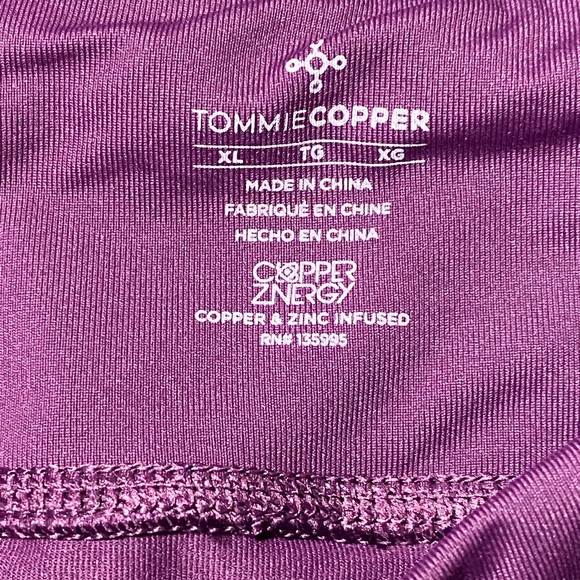 TOMMIECOPPER
XL TG XG
MADE IN CHINA
FABRIQUÉ EN CHINE
HECHO EN CHINA
COPPER
ZNERGY
COPPER & ZINC INFUSED
RN# 135995